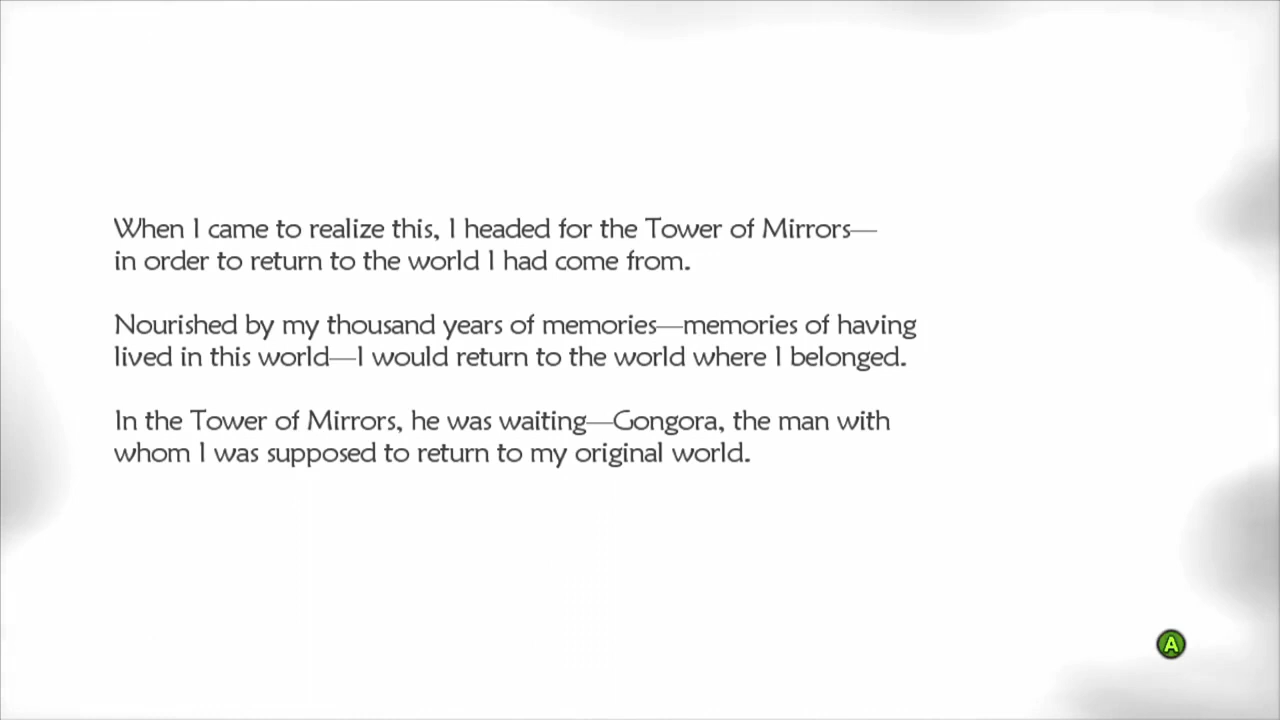 When I came to realize this, I headed for the Tower of Mirrors—
in order to return to the world I had come from.
Nourished by my thousand years of memories—memories of having
lived in this world—I would return to the world where I belonged.
In the Tower of Mirrors, he was waiting—Gongora, the man with
whom I was supposed to return to my original world.
A